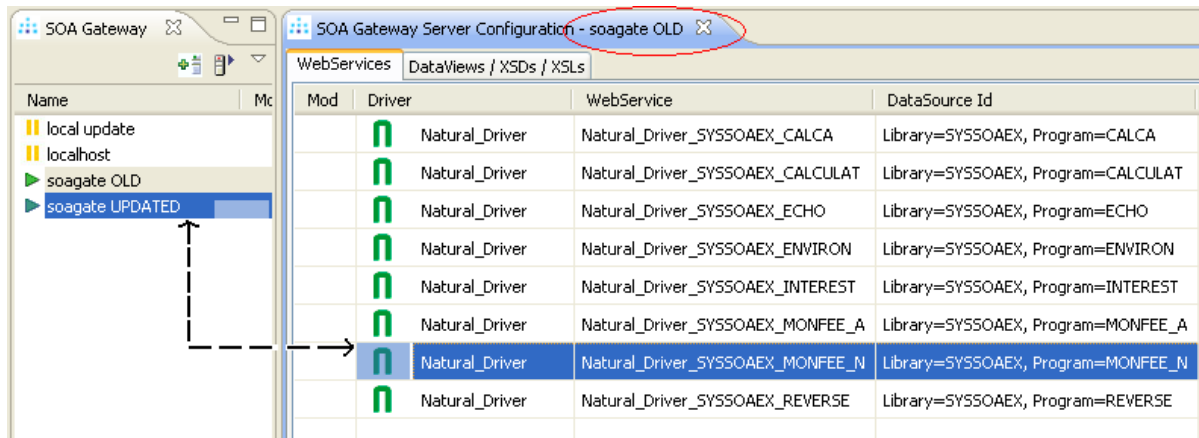 SOA Gateway
Name Mc
local update
localhost
soagate OLD
soagate UPDATED
SOA Gateway Server Configuration - soagate OLD
WebServices DataViews / XSDs / XSLs
Mod Driver WebService DataSource Id
Natural_Driver Natural_Driver_SYSSOAEX_CALCA Library=SYSSOAEX, Program=CALCA
Natural_Driver Natural_Driver_SYSSOAEX_CALCULAT Library=SYSSOAEX, Program=CALCULAT
Natural_Driver Natural_Driver_SYSSOAEX_ECHO Library=SYSSOAEX, Program=ECHO
Natural_Driver Natural_Driver_SYSSOAEX_ENVIRON Library=SYSSOAEX, Program=ENVIRON
Natural_Driver Natural_Driver_SYSSOAEX_INTEREST Library=SYSSOAEX, Program=INTEREST
Natural_Driver Natural_Driver_SYSSOAEX_MONFEE_A Library=SYSSOAEX, Program=MONFEE_A
Natural_Driver Natural_Driver_SYSSOAEX_MONFEE_N Library=SYSSOAEX, Program=MONFEE_N
Natural_Driver Natural_Driver_SYSSOAEX_REVERSE Library=SYSSOAEX, Program=REVERSE